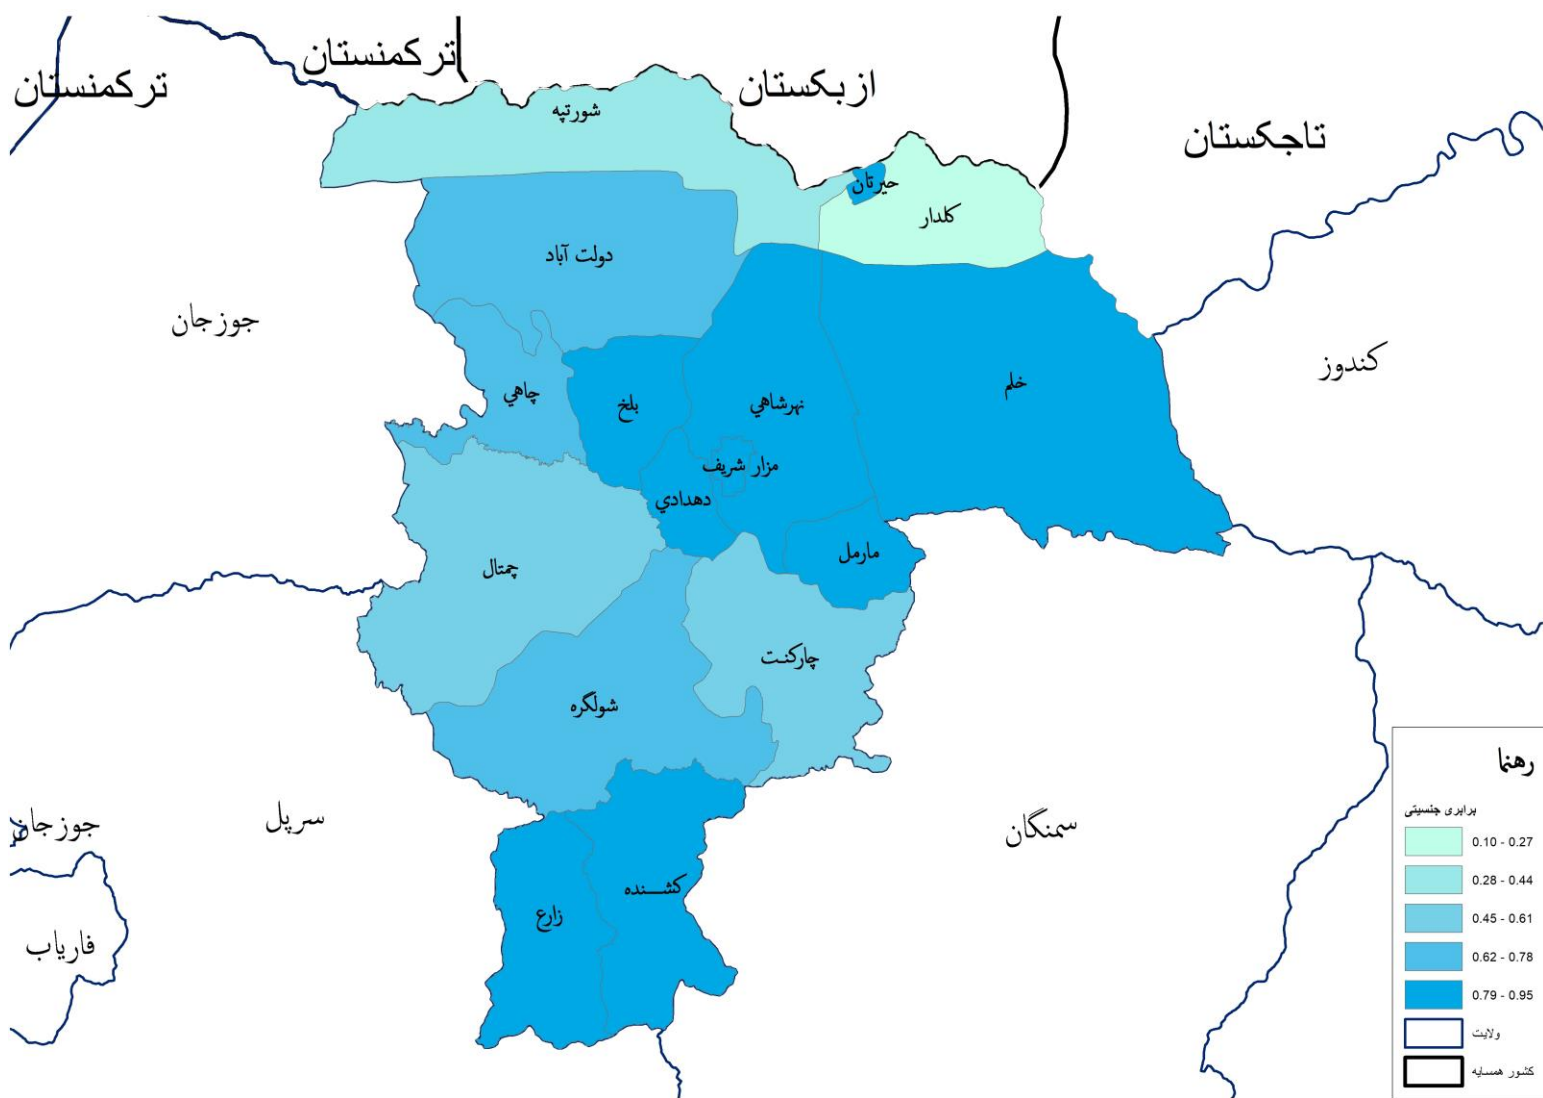 ترکمنستان
ترکمنستان
ازبکستان
تاجکستان
شورتپه
حیرتان
کلدار
دولت آباد
جوزجان
کندوز
خلم
چاهي
بلخ
نهرشاهي
مزار شریف
دهدادي
مارمل
چمتال
چارکنت
شولگره
سرپل
سمنگان
جوزجان
کشنده
زارع
فاریاب
رهنما
برابری جنسیتی
0.10 - 0.27
0.28 - 0.44
0.45 - 0.61
0.62 - 0.78
0.79 - 0.95
ولایت
کشور همسایه